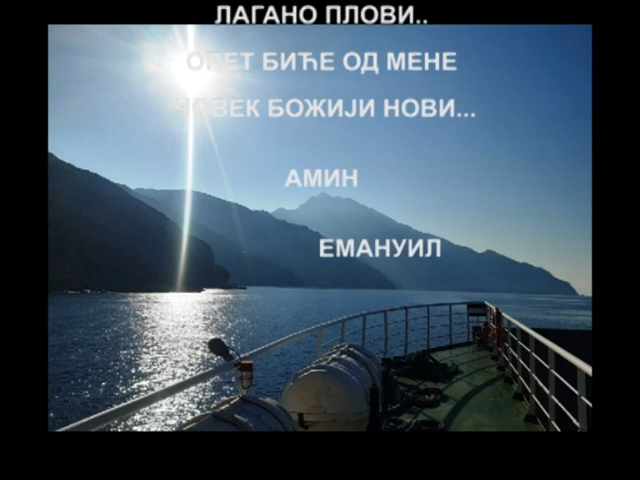 ЛАГАНО ПЛОВИ..
ОПЕТ БИЋЕ ОД МЕНЕ
ЧОВЕК БОЖИЈИ НОВИ...
АМИН
ЕМАНУИЛ